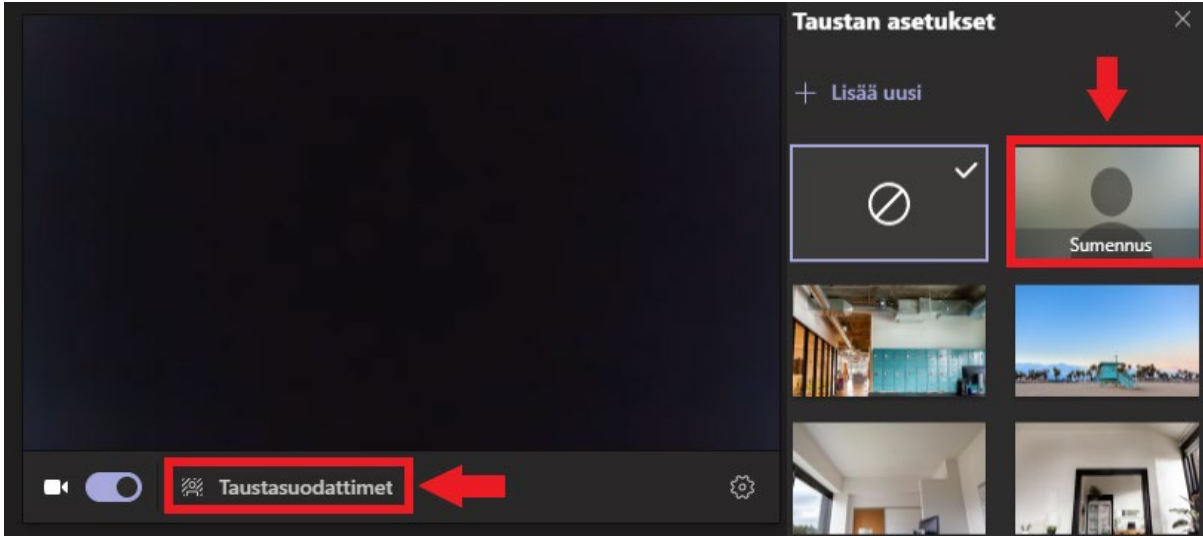 Taustan asetukset
Lisää uusi
Sumennus
Taustasuodattimet